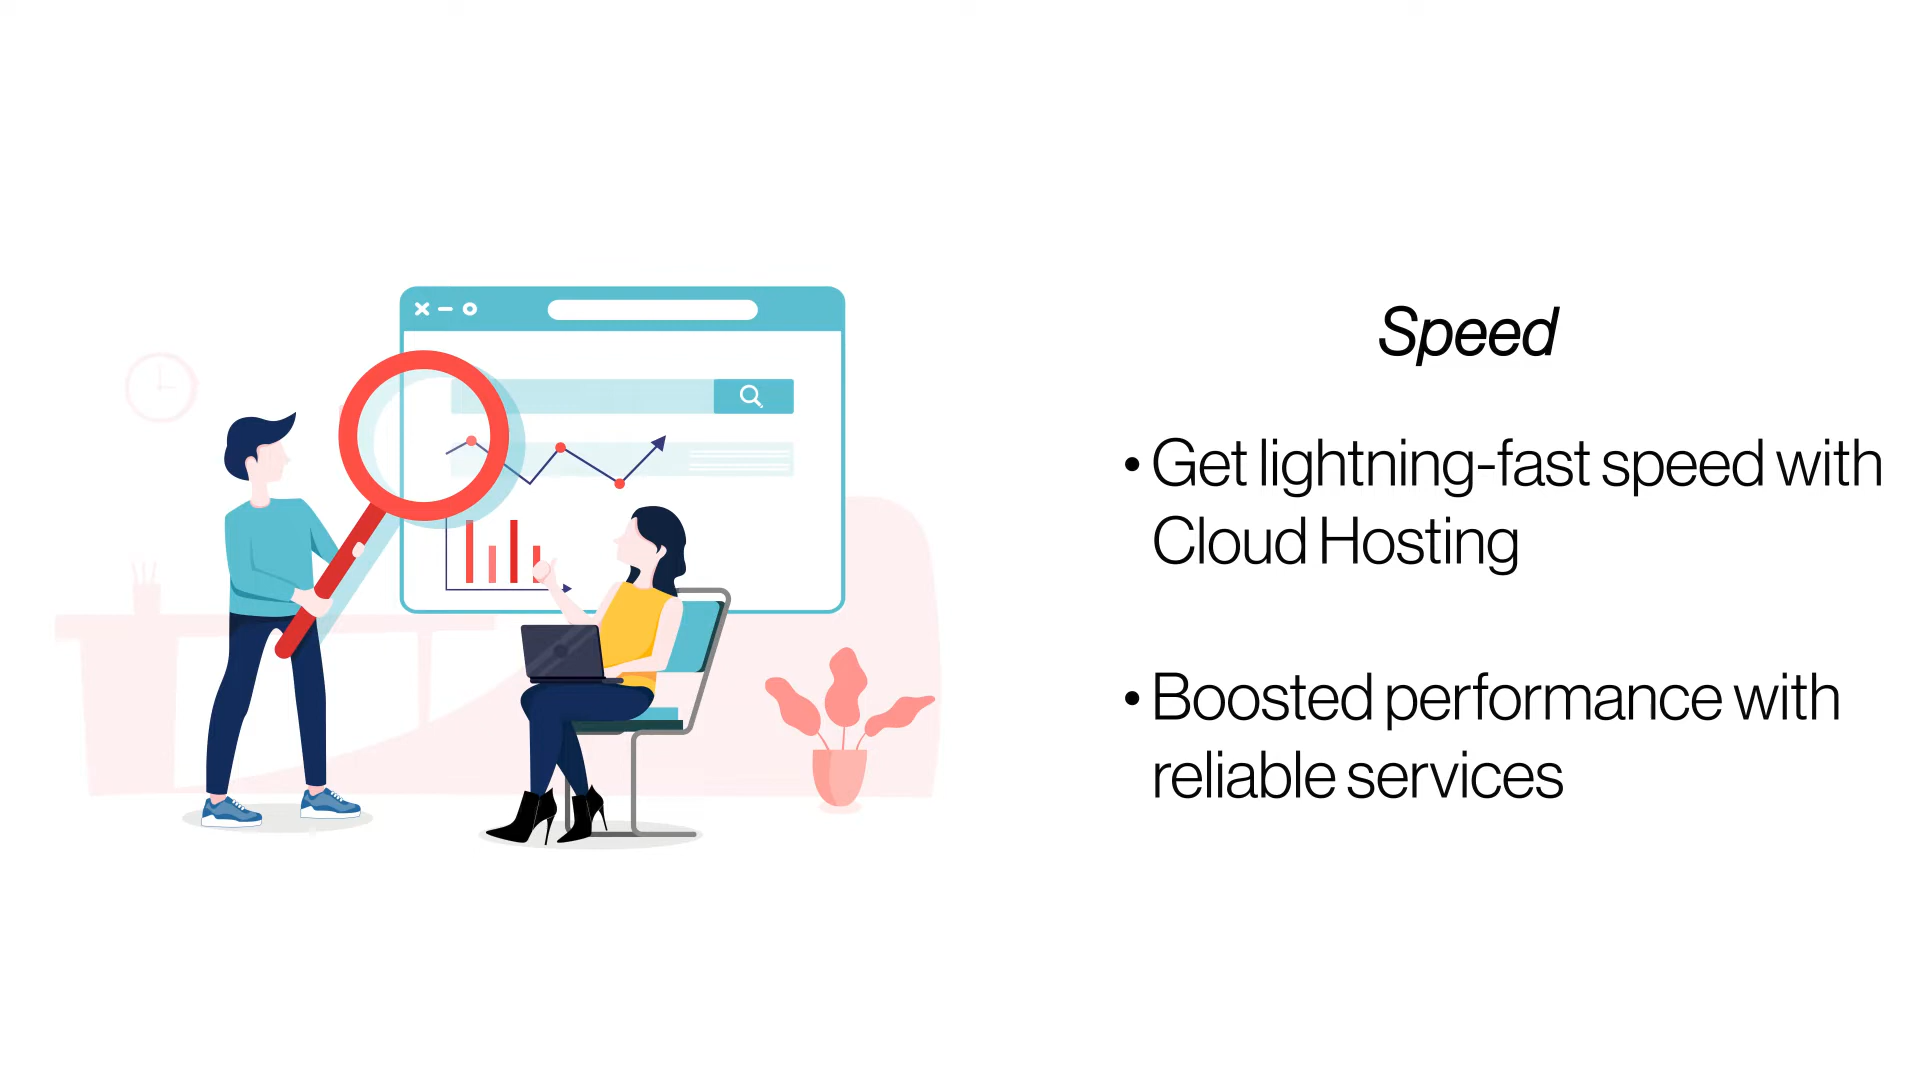 Speed
• Get lightning-fast speed with
Cloud Hosting
• Boosted performance with
reliable services